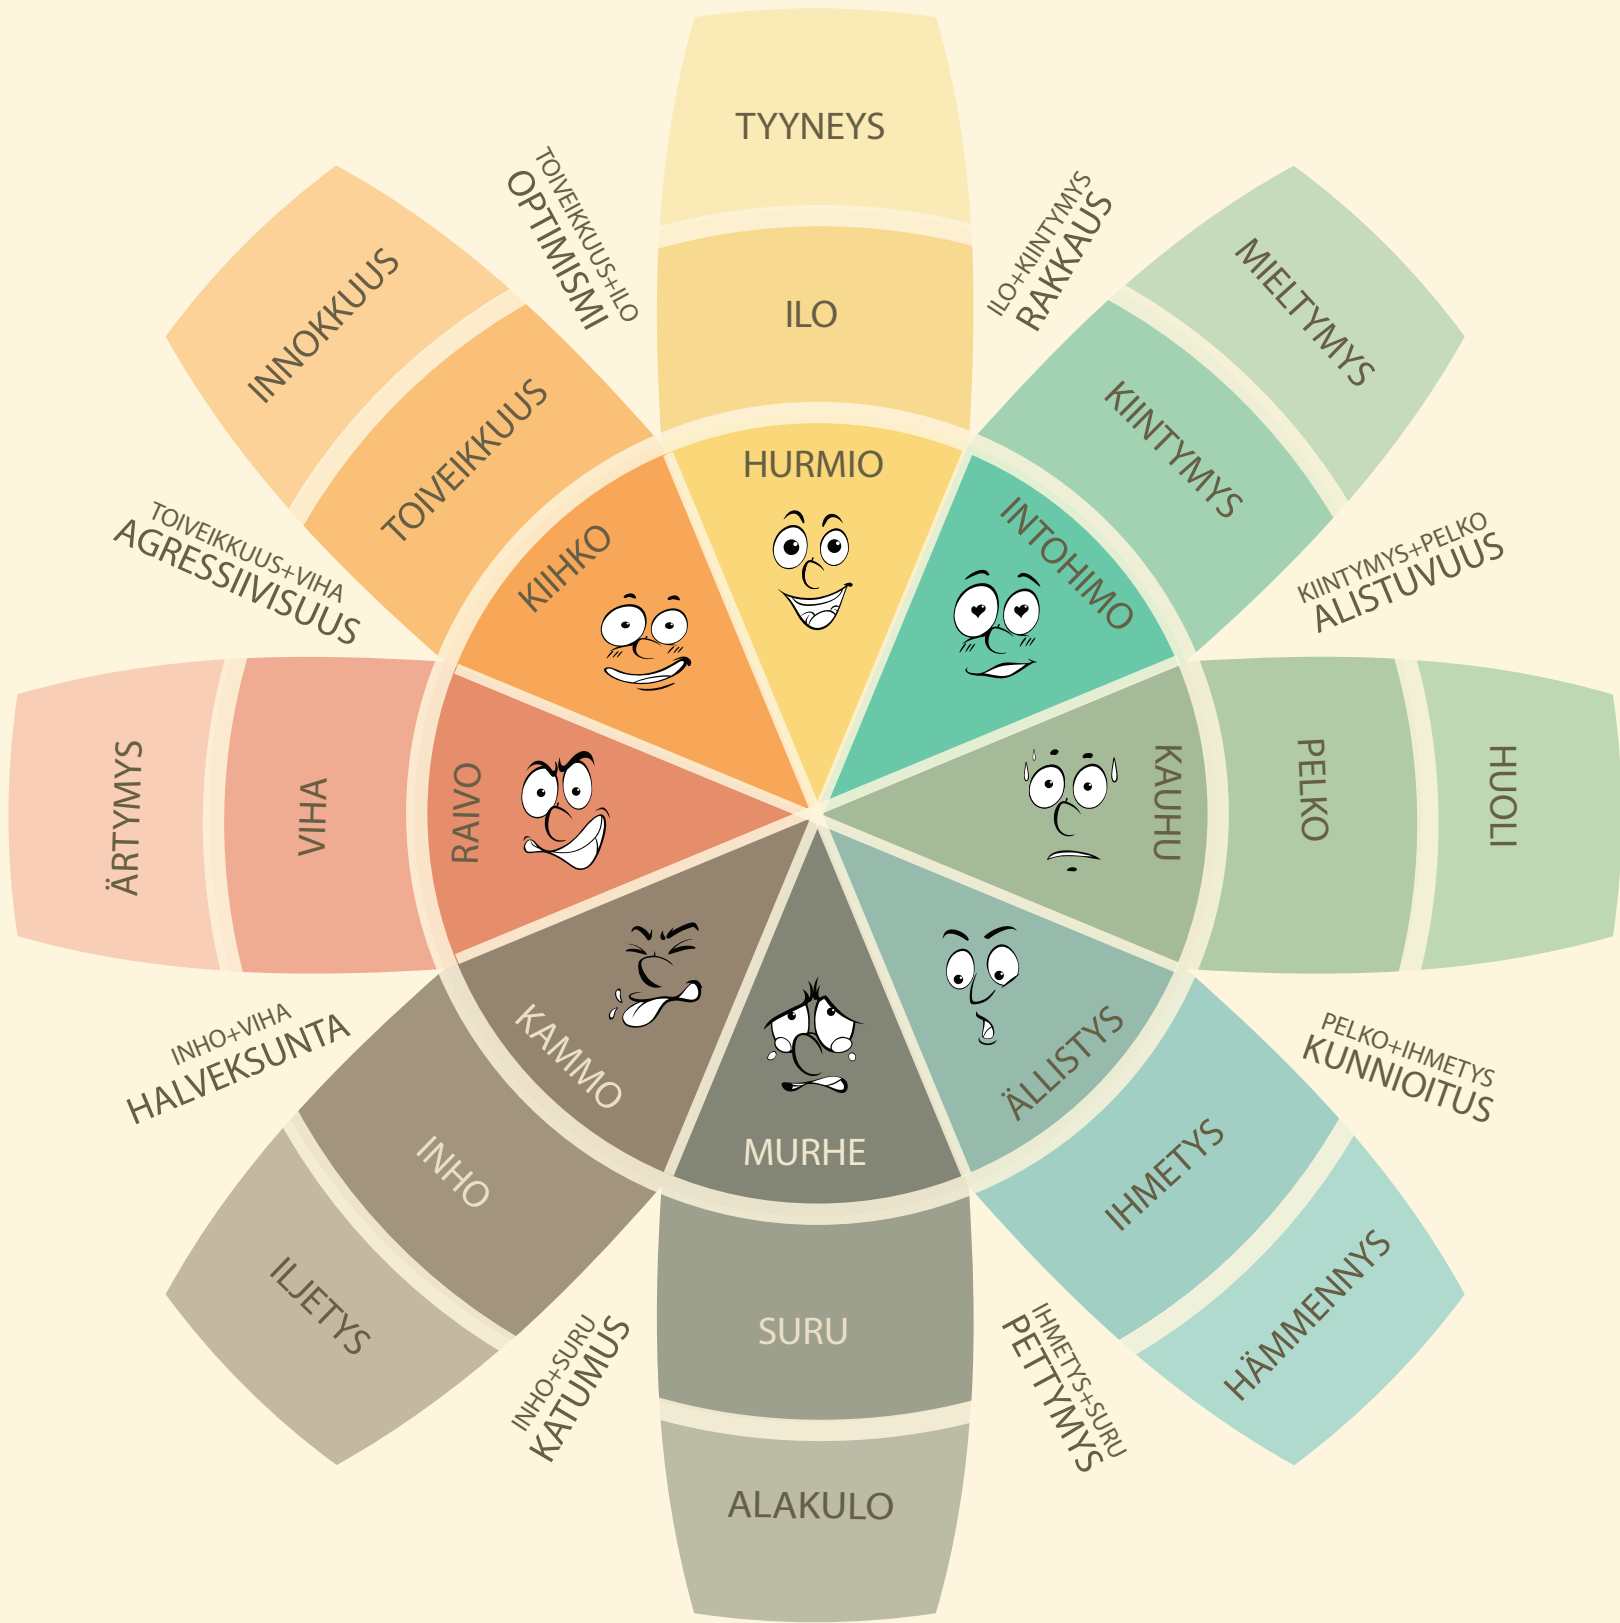 TYYNEYS
ILO
HURMIO
ILO+KIINTYMYS
RAKKAUS
MIELTYMYS
KIINTYMYS
INTOHIMO
KIINTYMYS+PELKO
ALISTUVUUS
HUOLI
PELKO
KAUHU
PELKO+IHMETYS
KUNNIOITUS
HÄMMENNYS
IHMETYS
ÄLLISTYS
IHMETYS+SURU
PETTYMYS
MURHE
SURU
ALAKULO
INHO+SURU
KATUMUS
KAMMO
INHO
ILJETYS
INHO+VIHA
HALVEKSUNTA
ÄRTYMYS
VIHA
RAIVO
TOIVEIKKUUS+VIHA
AGRESSIIVISUUS
INNOKKUUS
TOIVEIKKUUS
KIIHKO
TOIVEIKKUUS+ILO
OPTIMISMI